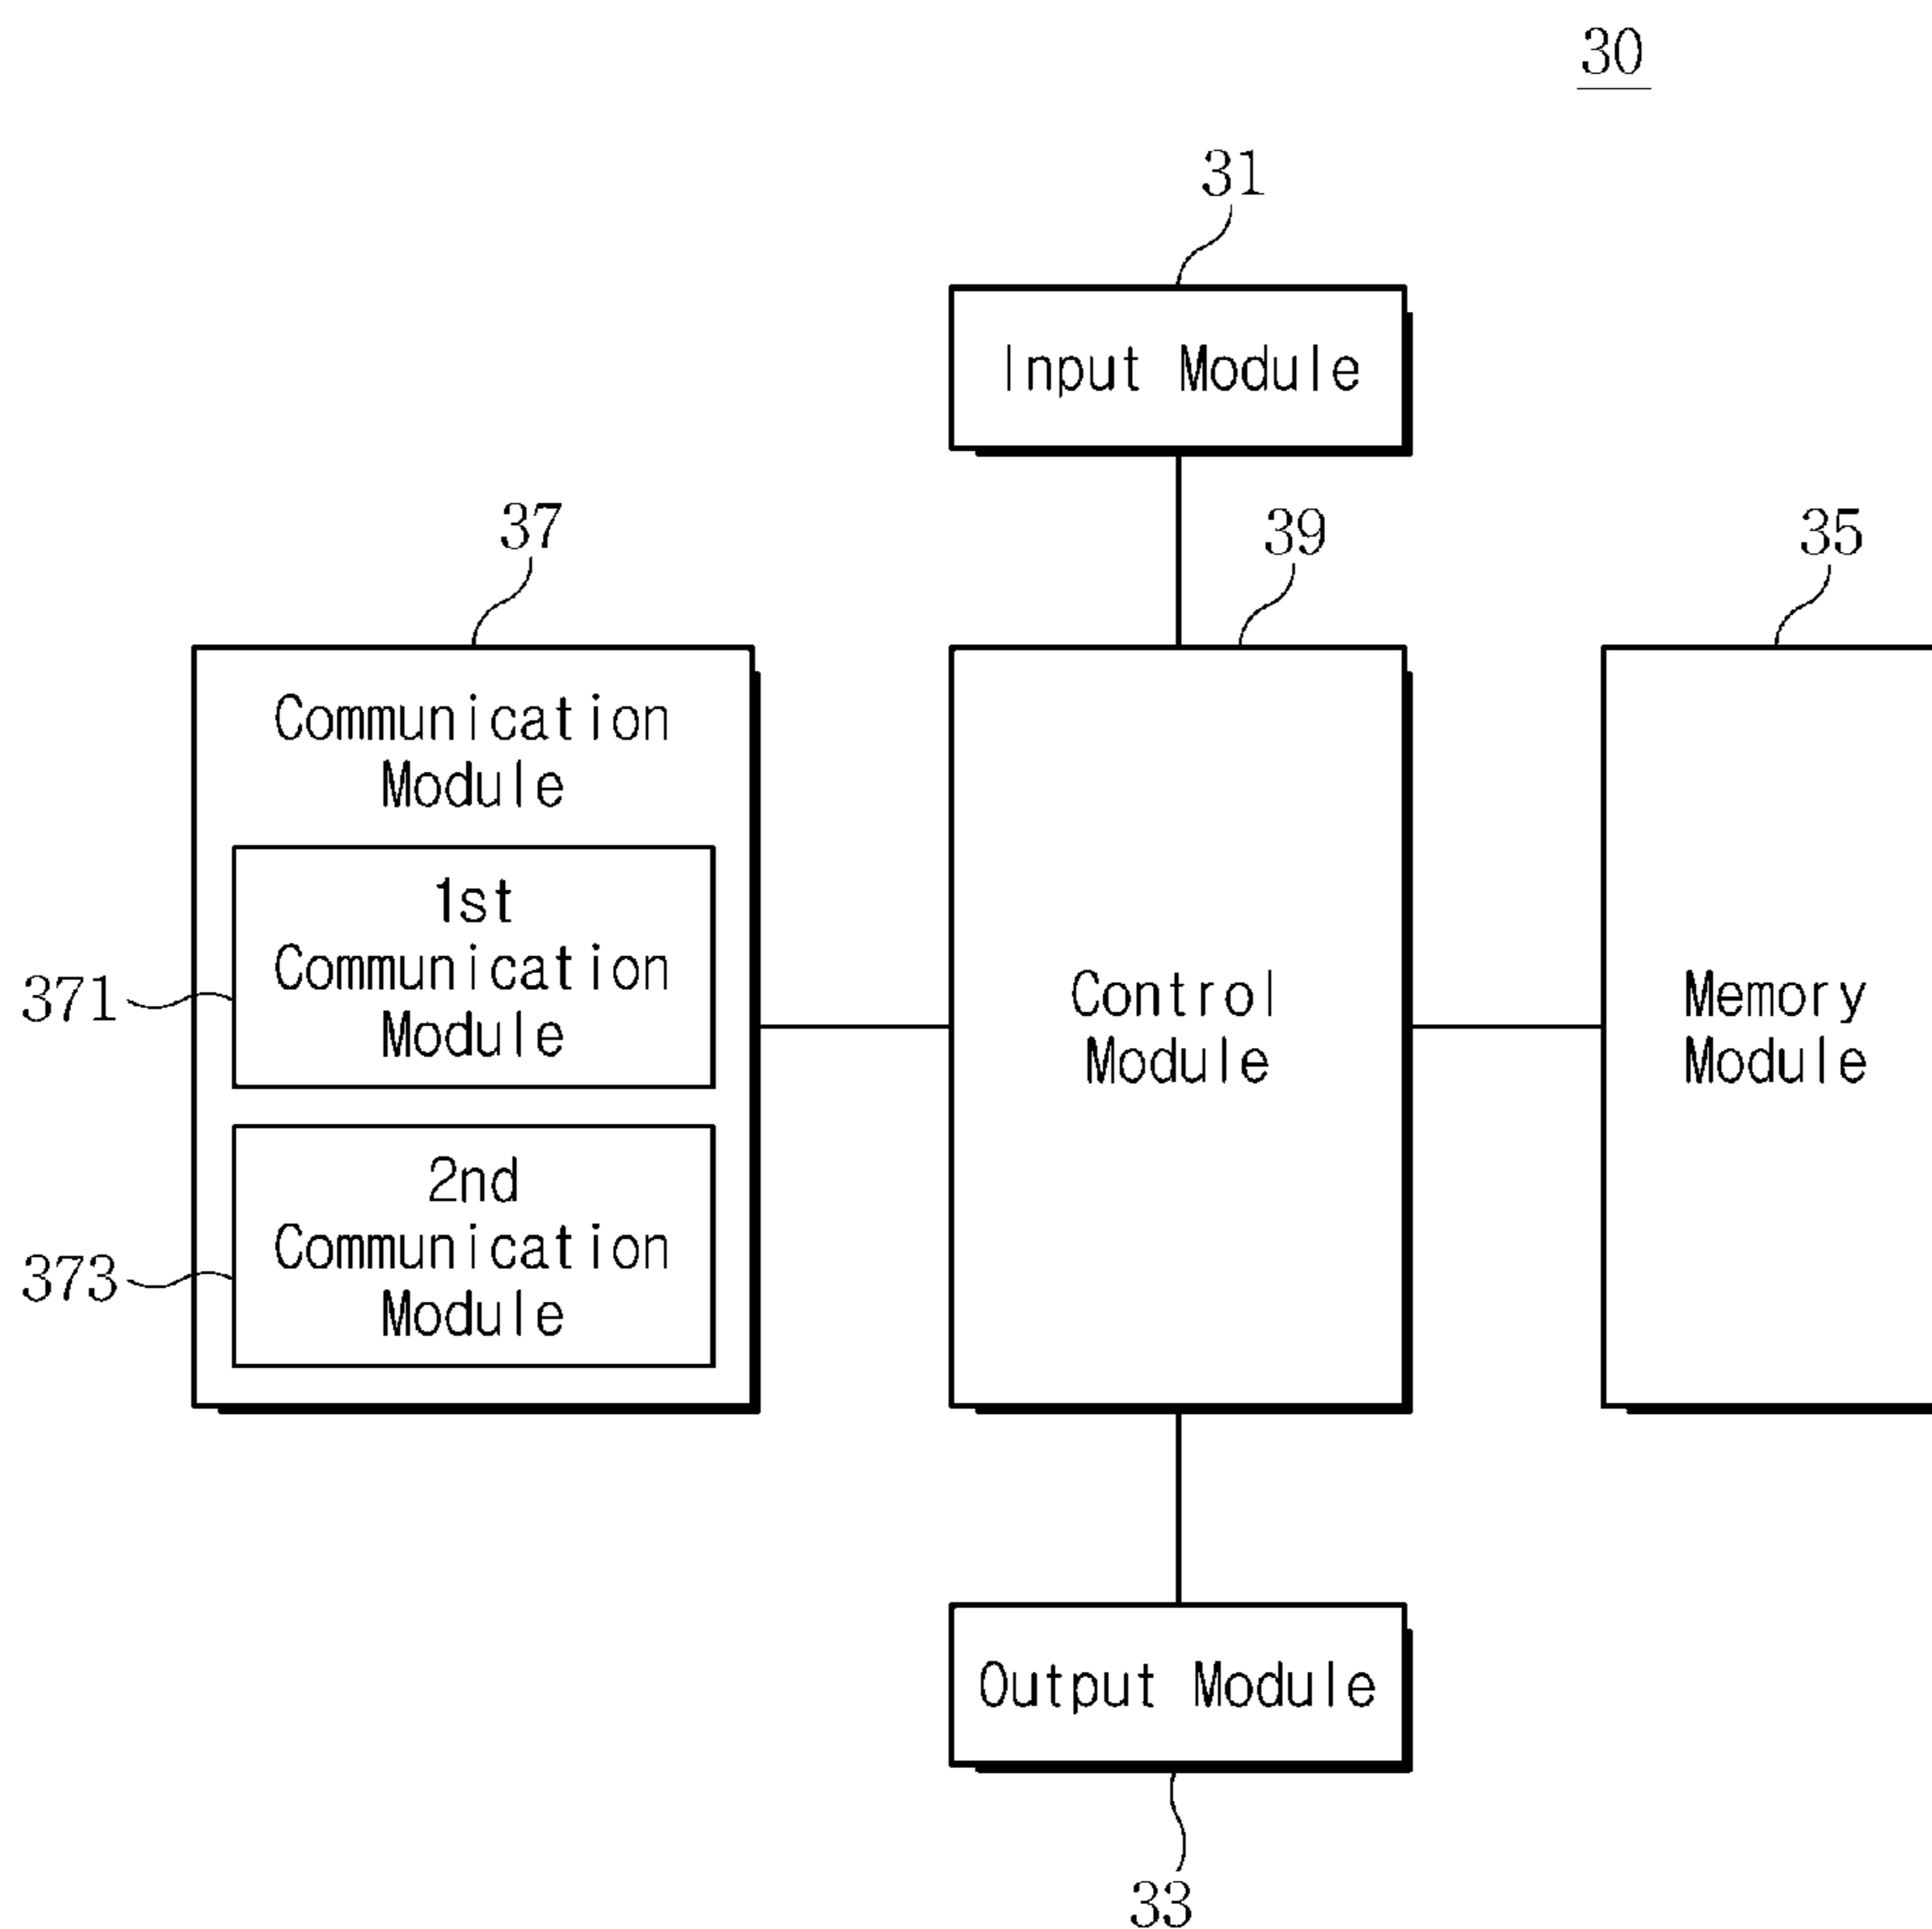 30
31
Input Module
37
39
35
Communication
Module
1st
Communication
Module
371
2nd
Communication
Module
373
Control
Module
Memory
Module
Output Module
33